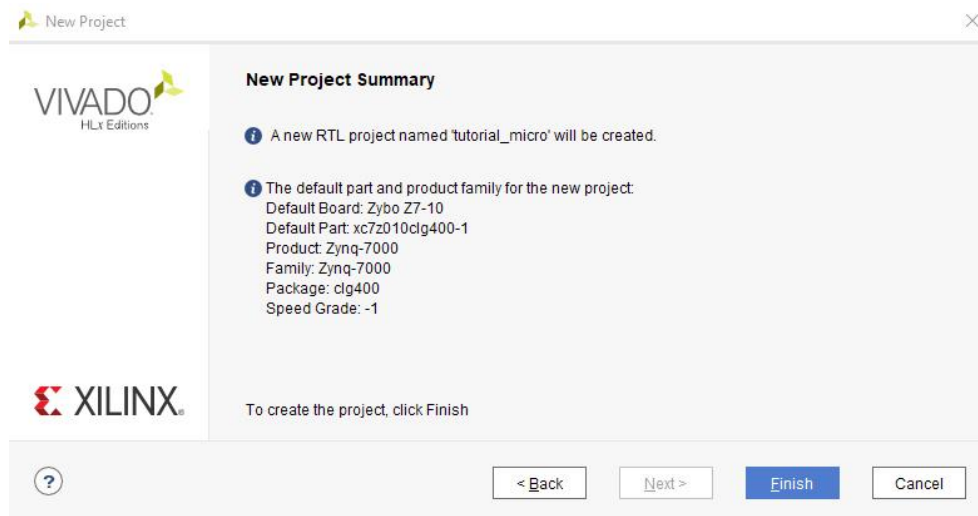 New Project
VIVADO.
HLx Editions
New Project Summary
A new RTL project named 'tutorial_micro' will be created.
The default part and product family for the new project:
Default Board: Zybo Z7-10
Default Part: xc7z010clg400-1
Product: Zynq-7000
Family: Zynq-7000
Package: clg400
Speed Grade: -1
XILINX.
To create the project, click Finish
?
< Back
Next >
Finish
Cancel